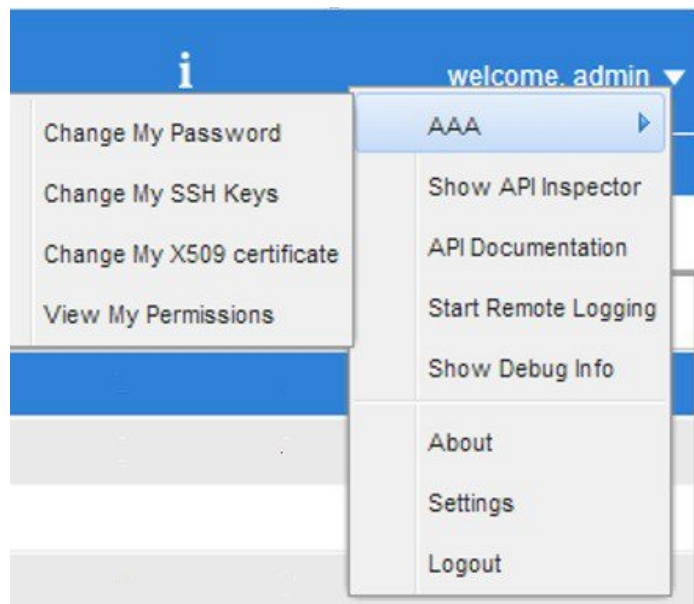 i
welcome, admin
AAA
Show API Inspector
API Documentation
Start Remote Logging
Show Debug Info
About
Settings
Logout
Change My Password
Change My SSH Keys
Change My X509 certificate
View My Permissions